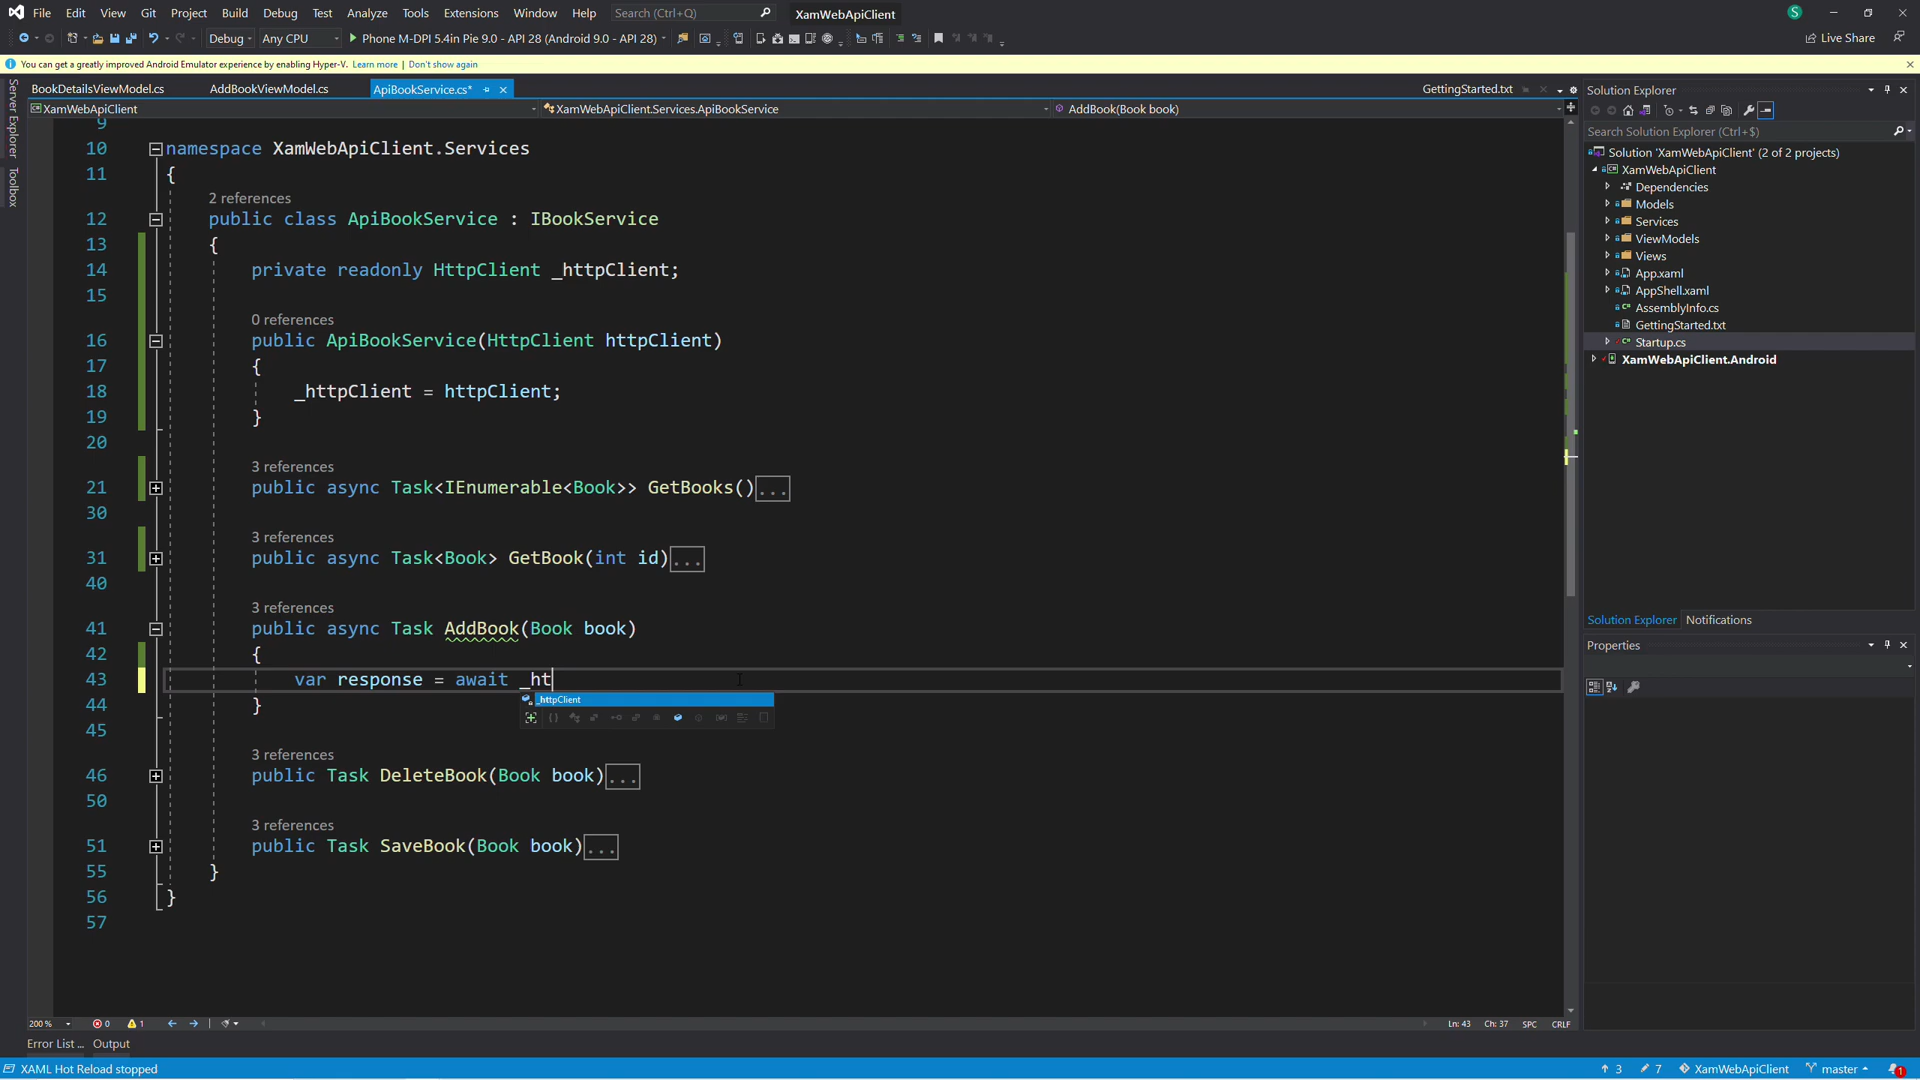 File Edit View Git Project Build Debug Test Analyze Tools Extensions Window Help Search (Ctrl+Q) XamWebApiClient S
Debug Any CPU Phone M-DPI 5.4in Pie 9.0 - API 28 (Android 9.0 - API 28) Live Share
You can get a greatly improved Android Emulator experience by enabling Hyper-V. Learn more Don't show again
BookDetailsViewModel.cs AddBookViewModel.cs ApiBookService.cs* GettingStarted.txt
XamWebApiClient XamWebApiClient.Services.ApiBookService AddBook(Book book)
Server Explorer
Toolbox
9
10 namespace XamWebApiClient.Services
11 {
2 references
12 public class ApiBookService : IBookService
13 {
14 private readonly HttpClient _httpClient;
15
0 references
16 public ApiBookService(HttpClient httpClient)
17 {
18 _httpClient = httpClient;
19 }
20
3 references
21 public async Task<IEnumerable<Book>> GetBooks()...
30
3 references
31 public async Task<Book> GetBook(int id)...
40
3 references
41 public async Task AddBook(Book book)
42 {
43 var response = await _ht
_httpClient
44 }
45
3 references
46 public Task DeleteBook(Book book)...
50
3 references
51 public Task SaveBook(Book book)...
55 }
56 }
57
200 % 0 1 Ln: 43 Ch: 37 SPC CRLF
Error List ... Output
XAML Hot Reload stopped 3 7 XamWebApiClient master 1
Solution Explorer
Search Solution Explorer (Ctrl+$)
Solution 'XamWebApiClient' (2 of 2 projects)
XamWebApiClient
Dependencies
Models
Services
ViewModels
Views
App.xaml
AppShell.xaml
AssemblyInfo.cs
GettingStarted.txt
Startup.cs
XamWebApiClient.Android
Solution Explorer Notifications
Properties